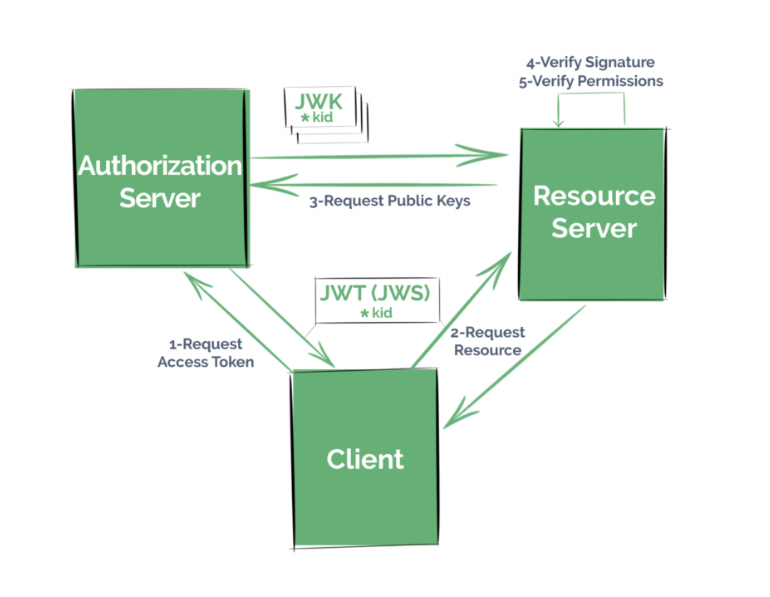 4-Verify Signature
5-Verify Permissions
JWK
* kid
Authorization
Server
Resource
Server
3-Request Public Keys
JWT (JWS)
* kid
1-Request
Access Token
2-Request
Resource
Client